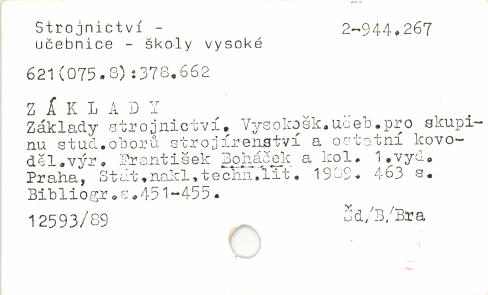 Strojnictví -
učebnice - školy vysoké
2-944.267
621(075.8):378.662
ZÁKLADY
Základy strojnictví. Vysokošk.učeb.pro skupi-
nu stud.oborů strojírenství a ostatní kovo-
děl.výr. František Boháček a kol. 1.vyd.
Praha, Stát.nakl.techn.lit. 1989. 463 s.
Bibliogr.s.451-455.
12593/89
Šd/B/Bra